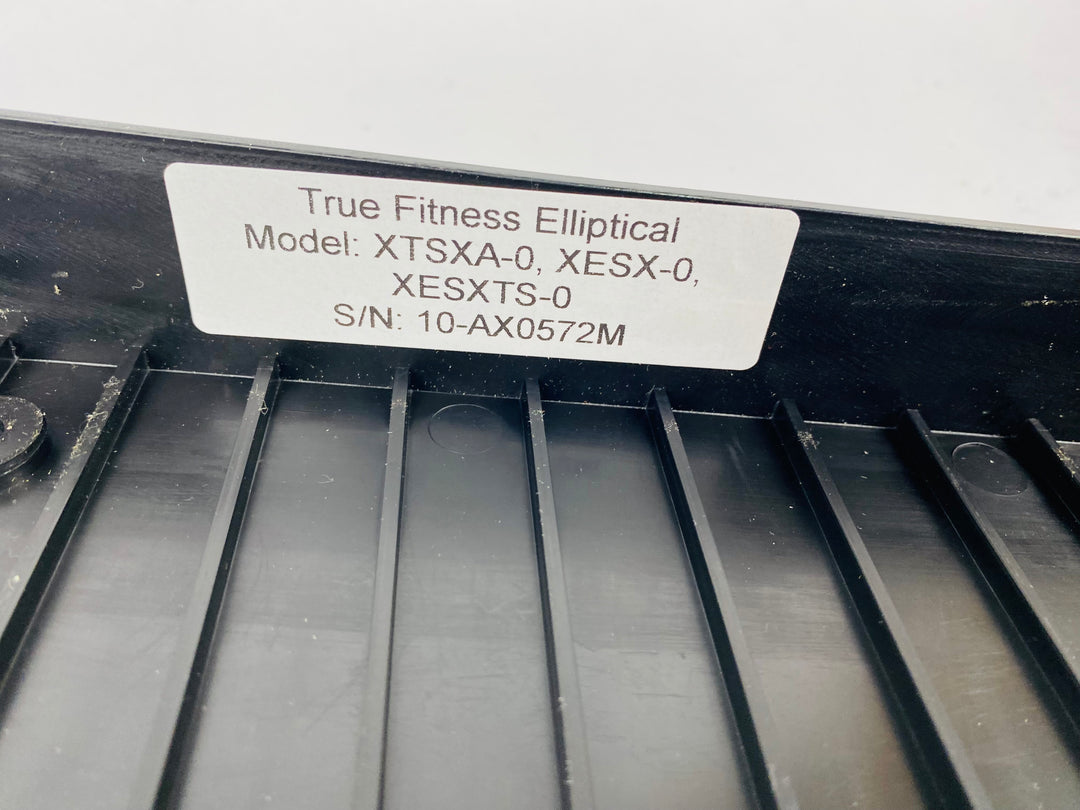 True Fitness Elliptical
Model: XTSXA-0, XESX-0,
XESXTS-0
S/N: 10-AX0572M